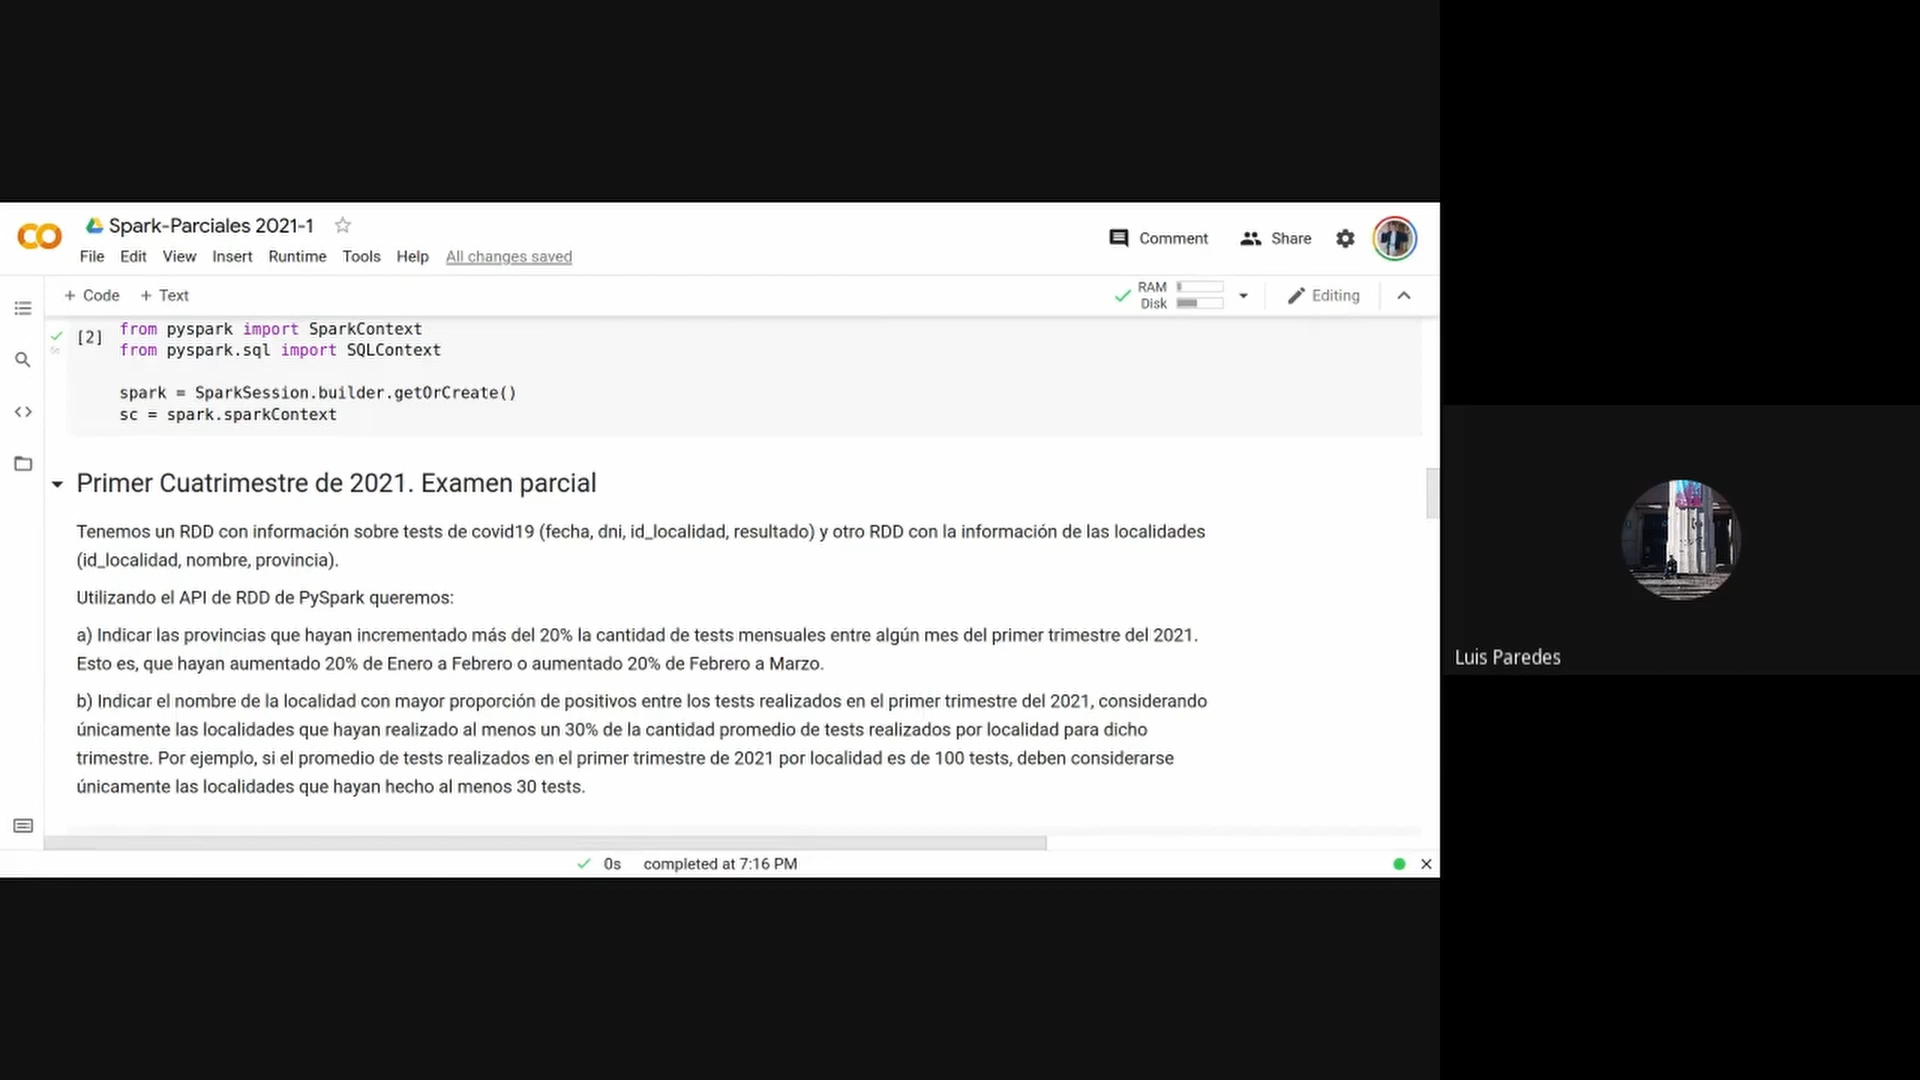 Spark-Parciales 2021-1
File Edit View Insert Runtime Tools Help All changes saved
Comment Share
+ Code + Text
RAM
Disk
Editing
[2] from pyspark import SparkContext
from pyspark.sql import SQLContext
spark = SparkSession.builder.getOrCreate()
sc = spark.sparkContext
Primer Cuatrimestre de 2021. Examen parcial
Tenemos un RDD con información sobre tests de covid19 (fecha, dni, id_localidad, resultado) y otro RDD con la información de las localidades
(id_localidad, nombre, provincia).
Utilizando el API de RDD de PySpark queremos:
a) Indicar las provincias que hayan incrementado más del 20% la cantidad de tests mensuales entre algún mes del primer trimestre del 2021.
Esto es, que hayan aumentado 20% de Enero a Febrero o aumentado 20% de Febrero a Marzo.
b) Indicar el nombre de la localidad con mayor proporción de positivos entre los tests realizados en el primer trimestre del 2021, considerando
únicamente las localidades que hayan realizado al menos un 30% de la cantidad promedio de tests realizados por localidad para dicho
trimestre. Por ejemplo, si el promedio de tests realizados en el primer trimestre de 2021 por localidad es de 100 tests, deben considerarse
únicamente las localidades que hayan hecho al menos 30 tests.
0s completed at 7:16 PM
Luis Paredes